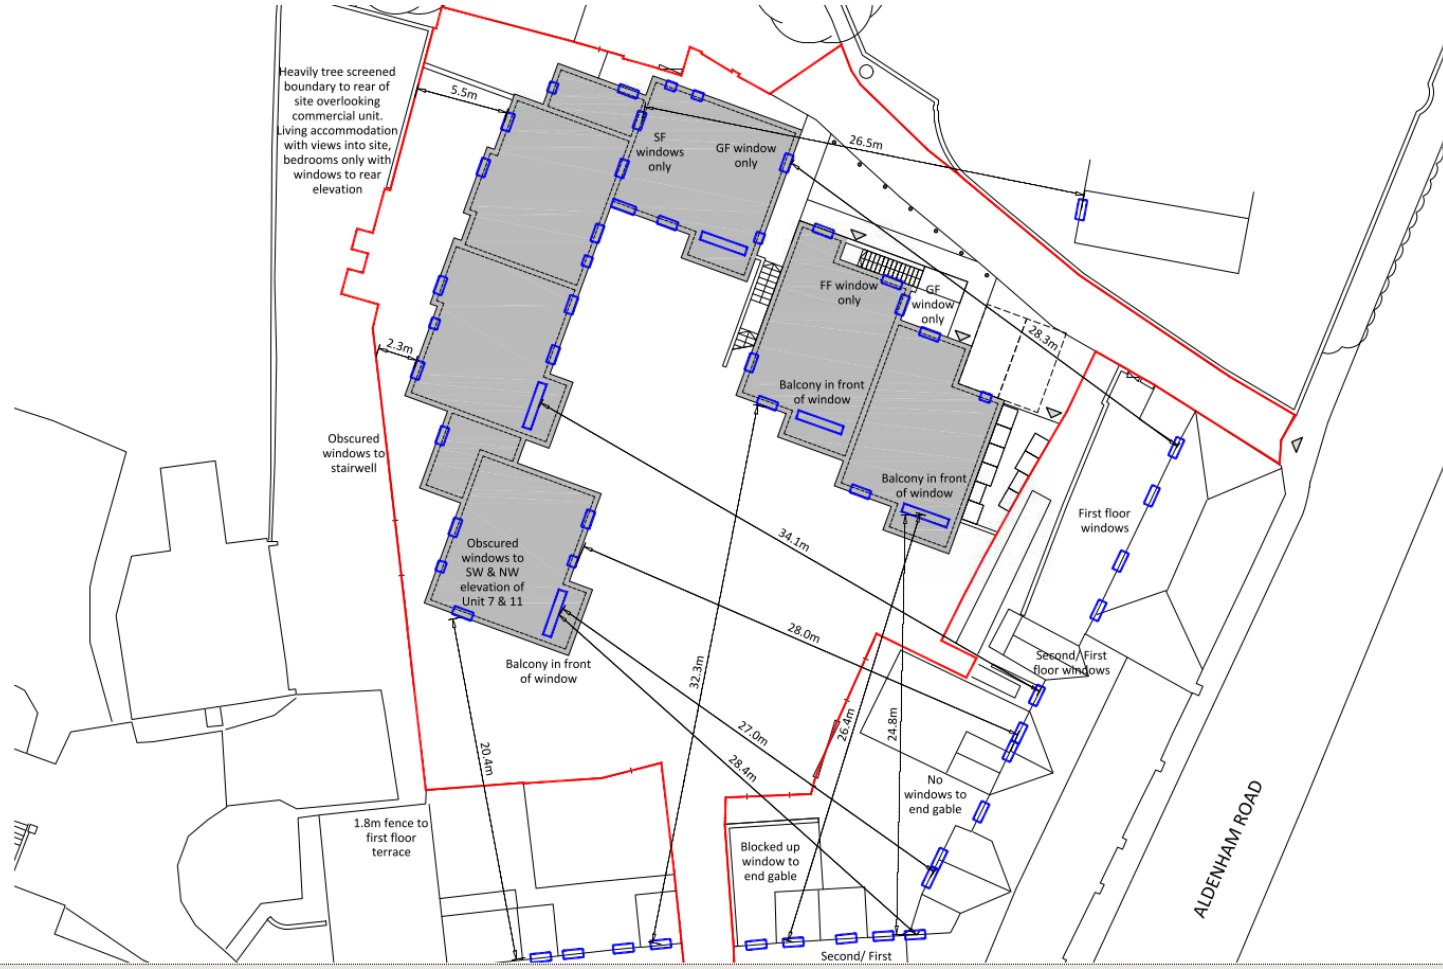 Heavily tree screened
boundary to rear of
site overlooking
commercial unit.
Living accommodation
with views into site,
bedrooms only with
windows to rear
elevation
5.5m
SF
windows
only
GF window
only
26.5m
2.3m
FF window
only
GF
window
only
28.3m
Balcony in front
of window
Obscured
windows to
stairwell
Balcony in front
of window
First floor
windows
34.1m
Obscured
windows to
SW & NW
elevation of
Unit 7 & 11
28.0m
Second/ First
floor windows
Balcony in front
of window
32.3m
26.4m
24.8m
27.0m
28.4m
20.4m
No
windows to
end gable
1.8m fence to
first floor
terrace
Blocked up
window to
end gable
ALDENHAM ROAD
Second/ First